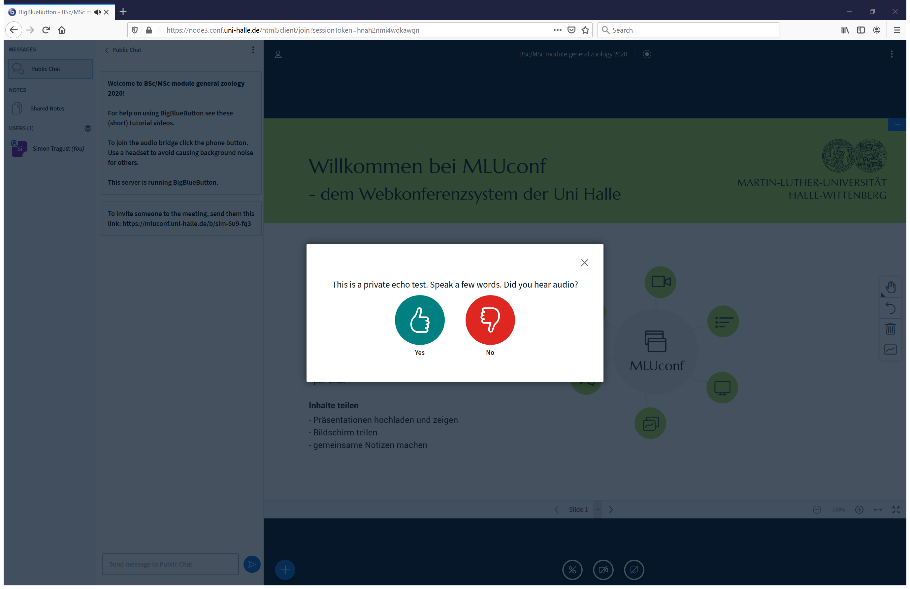 BigBlueButton - BSc/MSc m
https://node3.conf.uni-halle.de/html5client/join?sessionToken=hnah2nmi4wdkawqn
Search
MESSAGES
Public Chat
NOTES
Shared Notes
USERS (1)
Simon Tragust (You)
Public Chat
Welcome to BSc/MSc module general zoology
2020!
For help on using BigBlueButton see these
(short) tutorial videos.
To join the audio bridge click the phone button.
Use a headset to avoid causing background noise
for others.
This server is running BigBlueButton.
To invite someone to the meeting, send them this
link: https://mluconf.uni-halle.de/b/sim-5u9-fq3
Send message to Public Chat
BSc/MSc module general zoology 2020
Willkommen bei MLUconf
– dem Webkonferenzsystem der Uni Halle
MARTIN-LUTHER-UNIVERSITÄT
HALLE-WITTENBERG
This is a private echo test. Speak a few words. Did you hear audio?
Yes
No
MLUconf
Inhalte teilen
- Präsentationen hochladen und zeigen
- Bildschirm teilen
- gemeinsame Notizen machen
Slide 1
100%